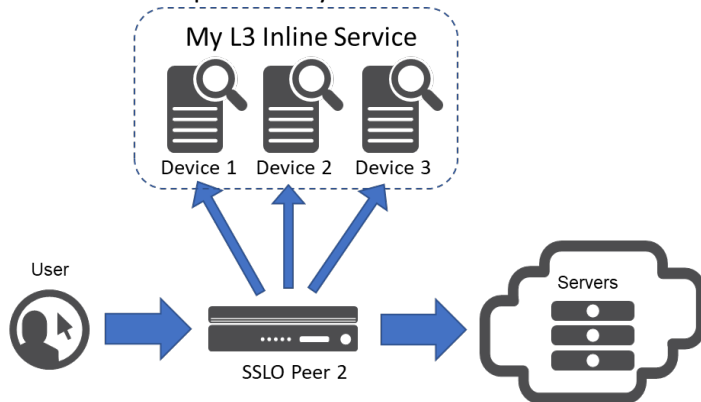 My L3 Inline Service
Device 1 Device 2 Device 3
User
Servers
SSLO Peer 2